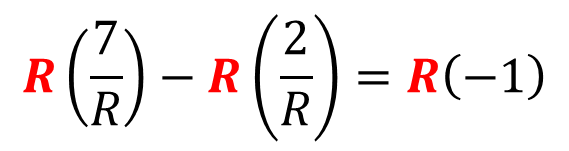 R(7/R) − R(2/R) = R(−1)